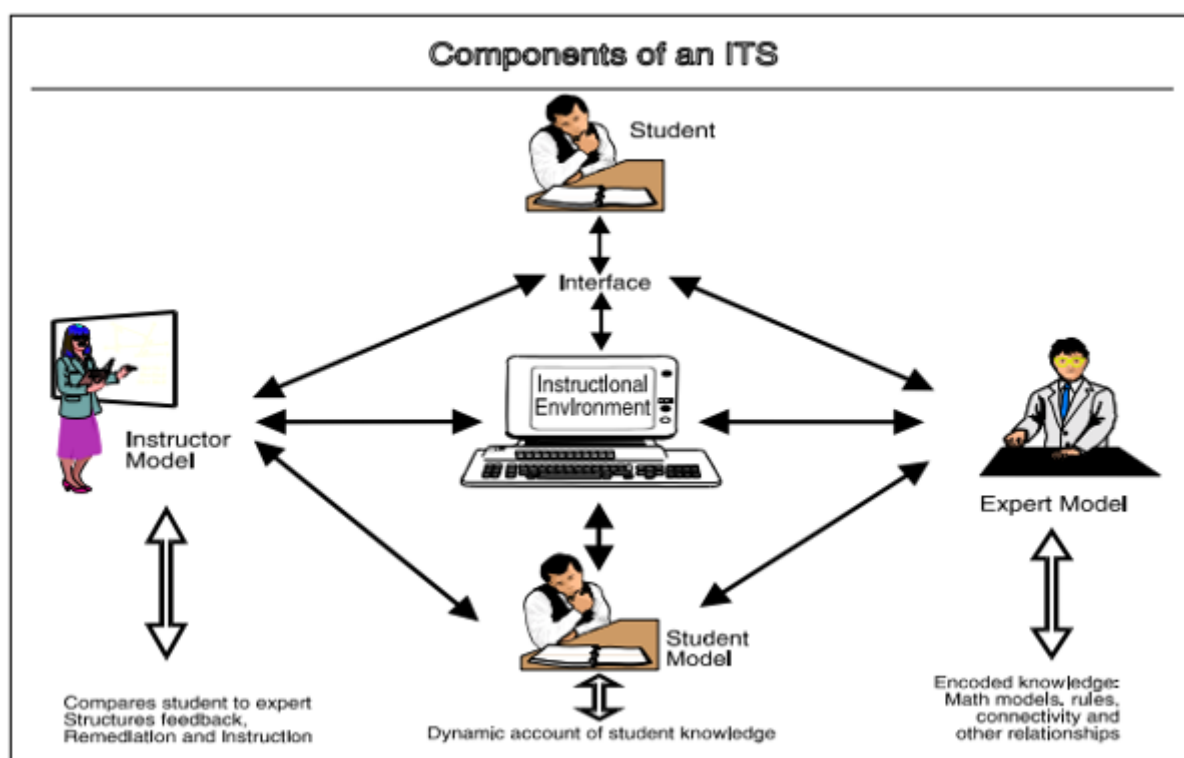 Components of an ITS
Student
Interface
Instructional
Environment
Instructor
Model
Expert Model
Student
Model
Compares student to expert
Structures feedback,
Remediation and Instruction
Dynamic account of student knowledge
Encoded knowledge:
Math models, rules,
connectivity and
other relationships